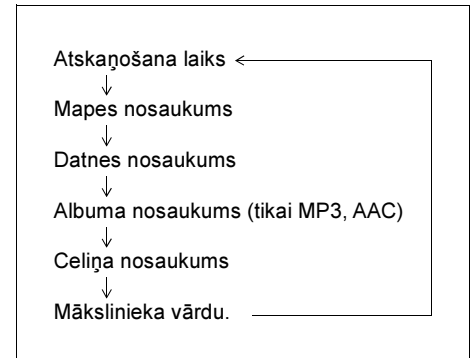 Atskaņošana laiks
Mapes nosaukums
Datnes nosaukums
Albuma nosaukums (tikai MP3, AAC)
Celiņa nosaukums
Mākslinieka vārdu.